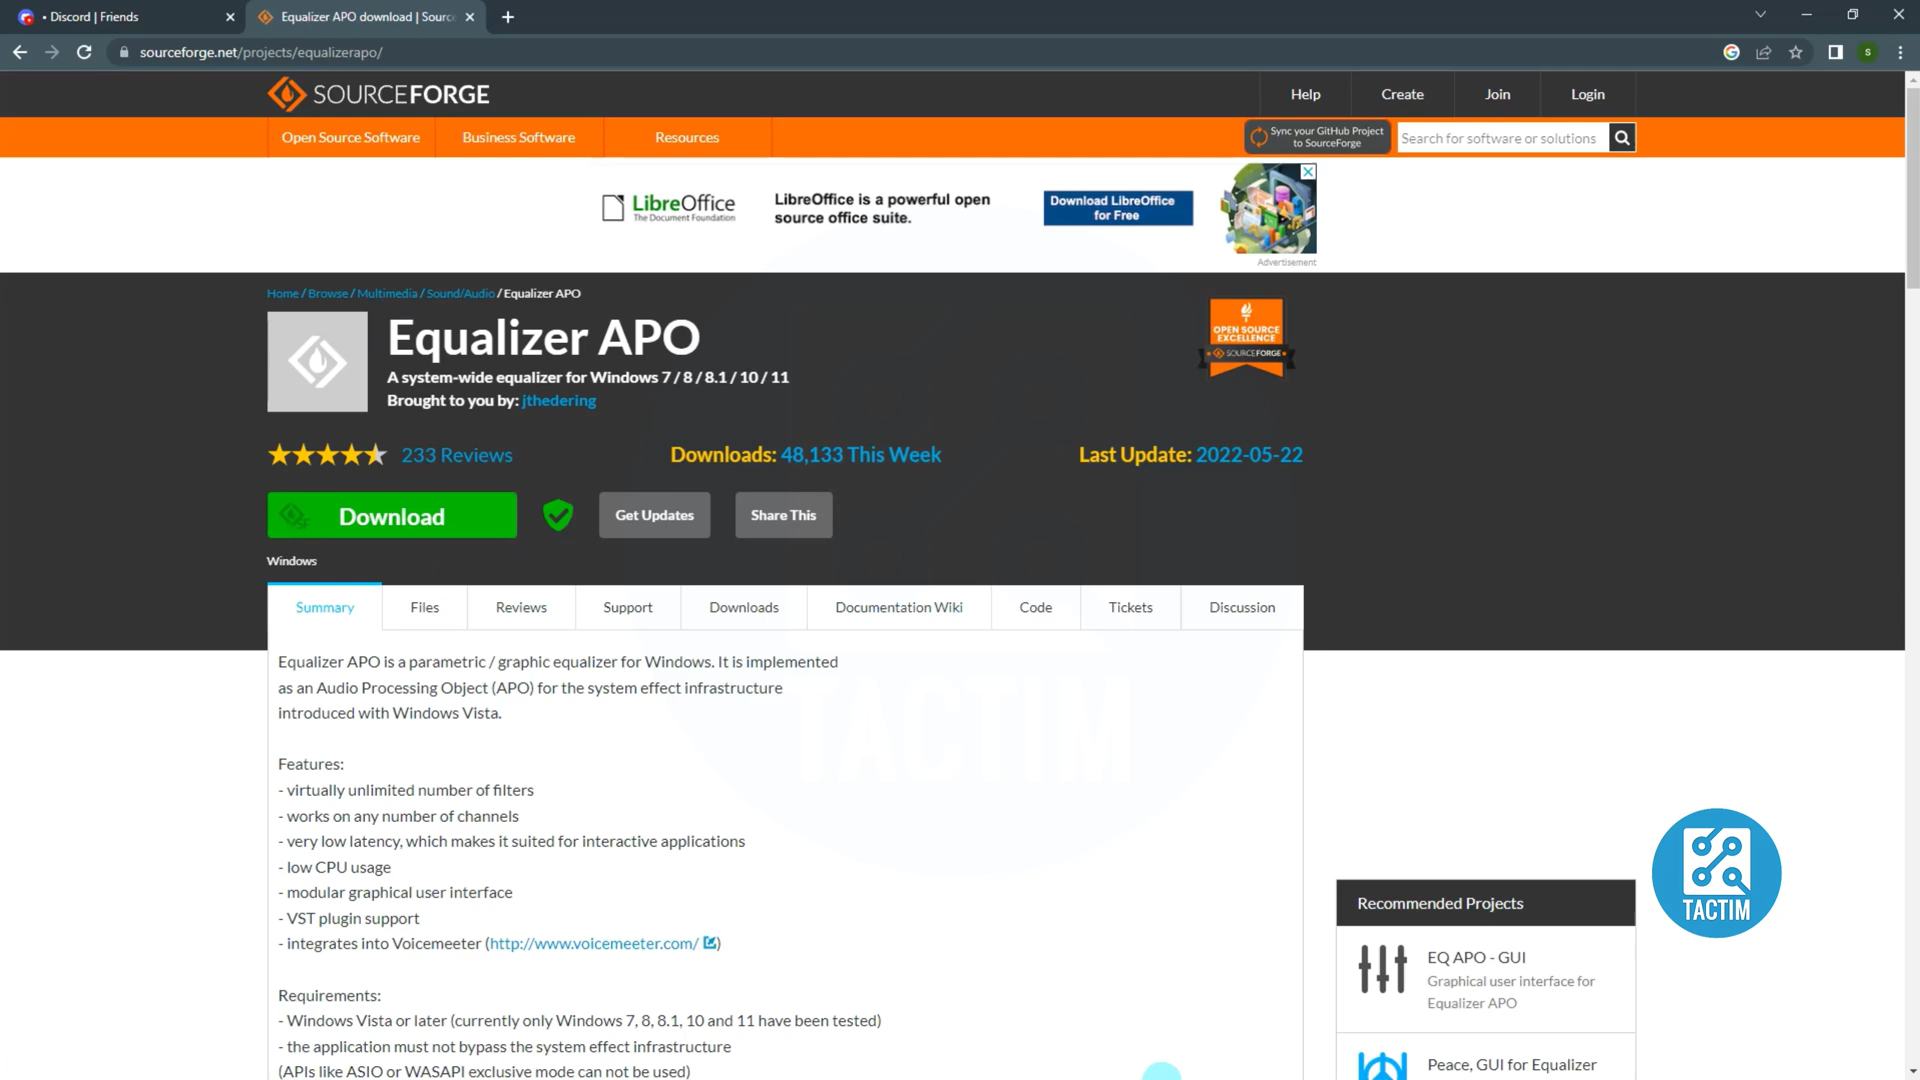 • Discord | Friends
Equalizer APO download | Source
sourceforge.net/projects/equalizerapo/
S
SOURCEFORGE
Help
Create
Join
Login
Open Source Software
Business Software
Resources
Sync your GitHub Project
to SourceForge
Search for software or solutions
LibreOffice
The Document Foundation
LibreOffice is a powerful open
source office suite.
Download LibreOffice
for Free
Advertisement
Home / Browse / Multimedia / Sound/Audio / Equalizer APO
Equalizer APO
A system-wide equalizer for Windows 7 / 8 / 8.1 / 10 / 11
Brought to you by: jthedering
OPEN SOURCE
EXCELLENCE
SOURCEFORGE
233 Reviews
Downloads: 48,133 This Week
Last Update: 2022-05-22
SF
Download
Get Updates
Share This
Windows
Summary
Files
Reviews
Support
Downloads
Documentation Wiki
Code
Tickets
Discussion
Equalizer APO is a parametric / graphic equalizer for Windows. It is implemented
as an Audio Processing Object (APO) for the system effect infrastructure
introduced with Windows Vista.
TACTIM
Features:
- virtually unlimited number of filters
- works on any number of channels
- very low latency, which makes it suited for interactive applications
- low CPU usage
- modular graphical user interface
- VST plugin support
- integrates into Voicemeeter (http://www.voicemeeter.com/ )
Requirements:
- Windows Vista or later (currently only Windows 7, 8, 8.1, 10 and 11 have been tested)
- the application must not bypass the system effect infrastructure
(APIs like ASIO or WASAPI exclusive mode can not be used)
Recommended Projects
EQ APO - GUI
Graphical user interface for
Equalizer APO
Peace, GUI for Equalizer
TACTIM